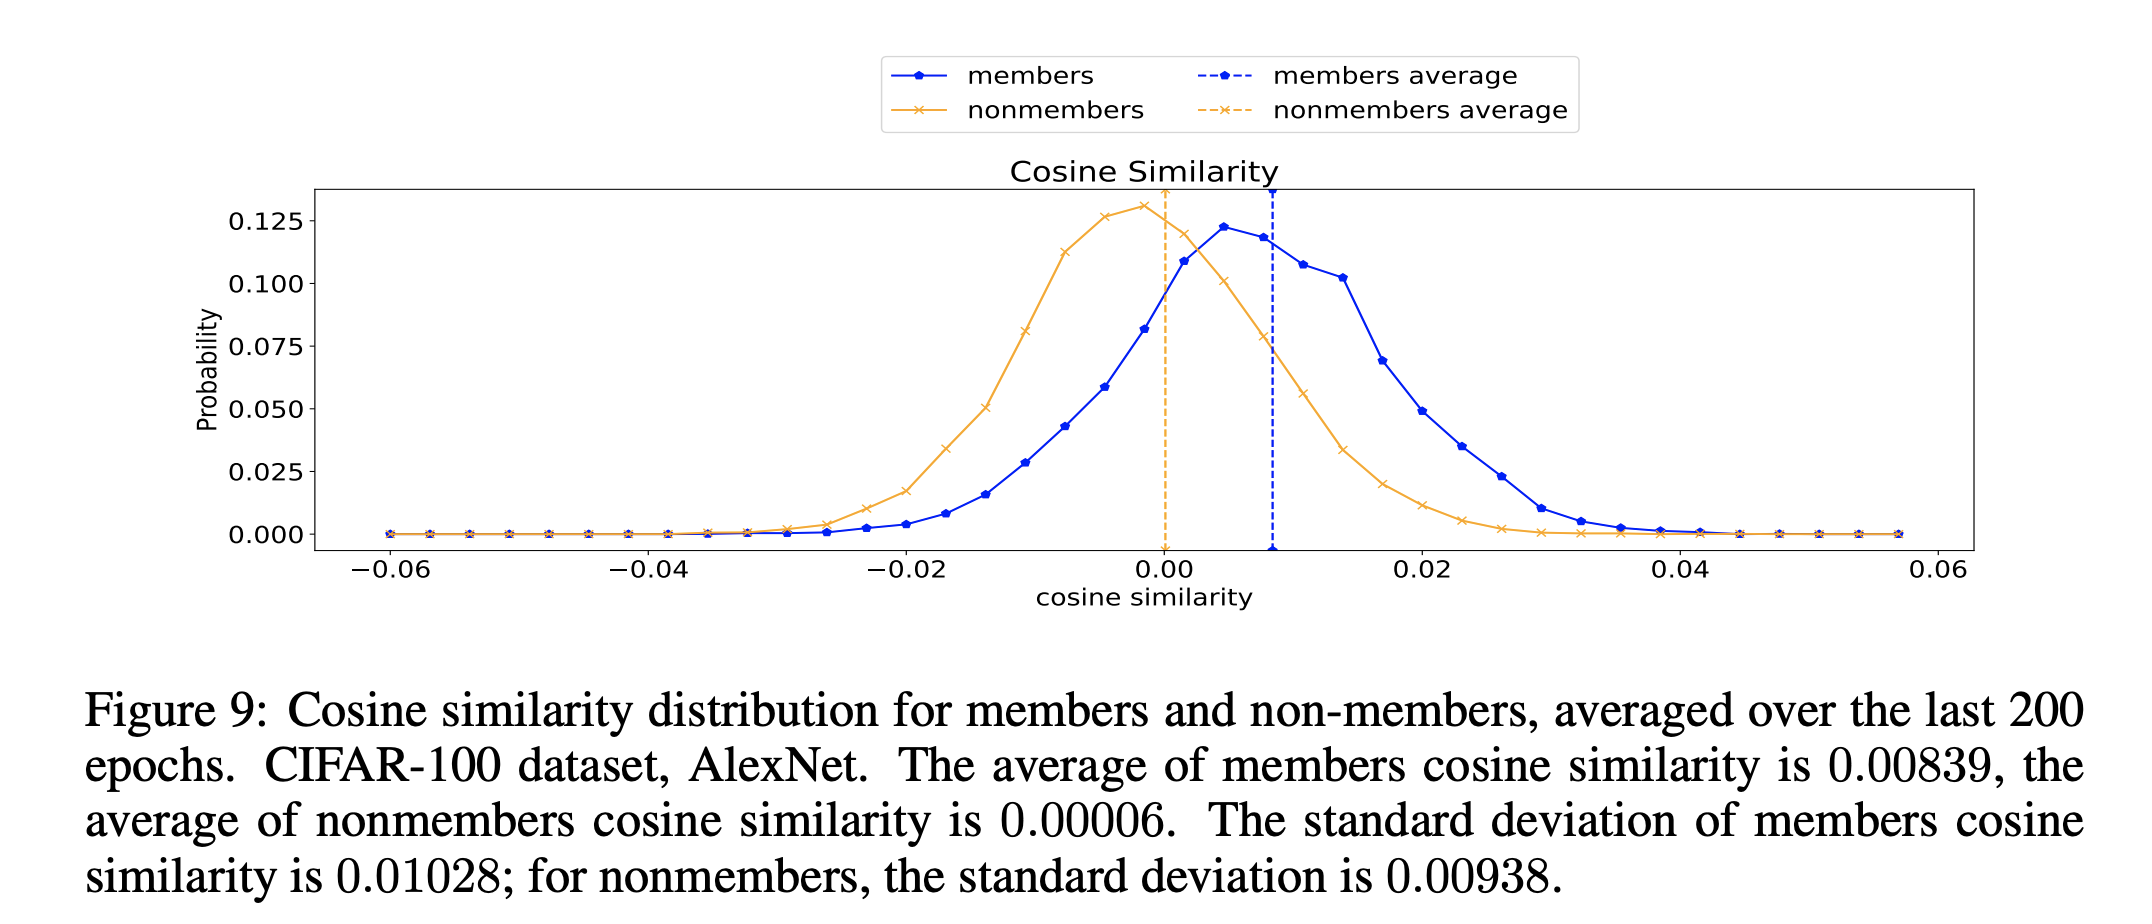 members
members average
nonmembers
nonmembers average
Cosine Similarity
0.125
0.100
0.075
0.050
0.025
0.000
Probability
−0.06
−0.04
−0.02
0.00
0.02
0.04
0.06
cosine similarity
Figure 9: Cosine similarity distribution for members and non-members, averaged over the last 200
epochs. CIFAR-100 dataset, AlexNet. The average of members cosine similarity is 0.00839, the
average of nonmembers cosine similarity is 0.00006. The standard deviation of members cosine
similarity is 0.01028; for nonmembers, the standard deviation is 0.00938.